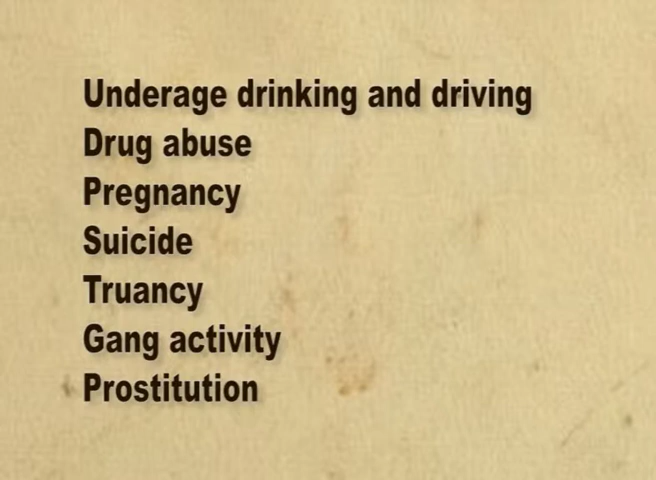 Underage drinking and driving
Drug abuse
Pregnancy
Suicide
Truancy
Gang activity
Prostitution